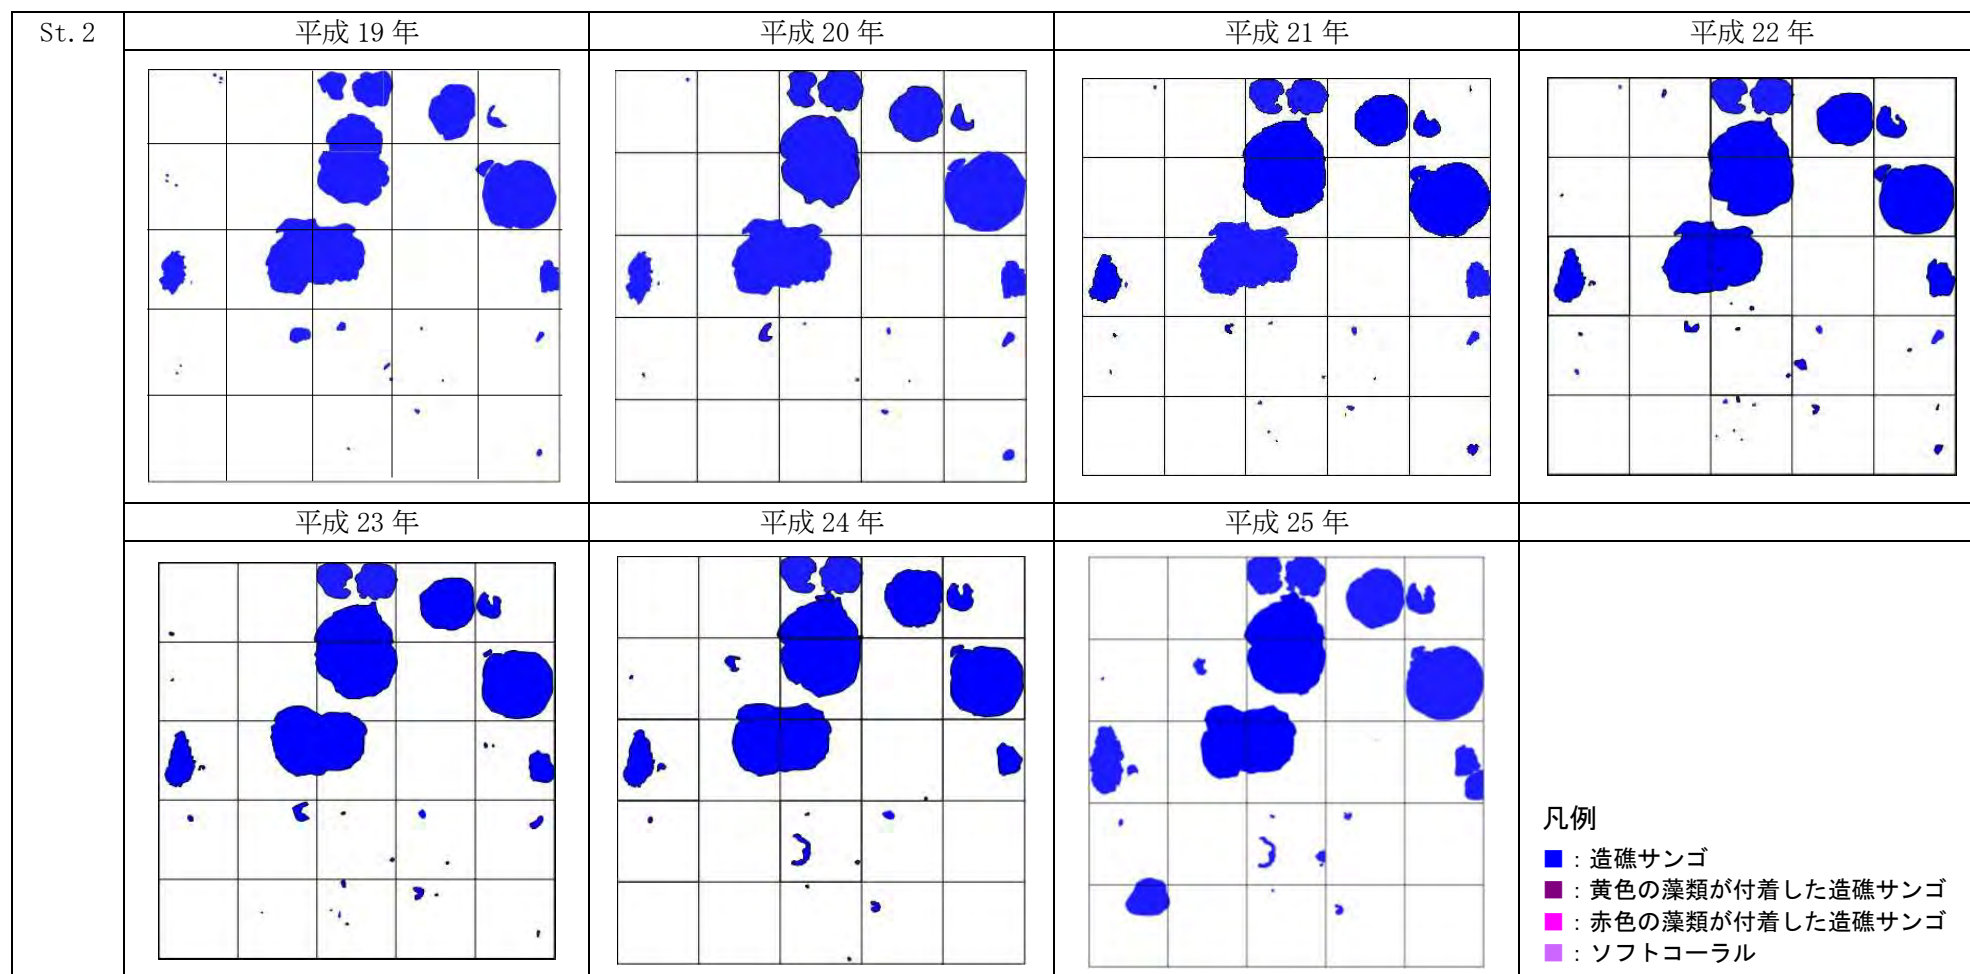 St.2
平成 19 年
平成 20 年
平成 21 年
平成 22 年
平成 23 年
平成 24 年
平成 25 年
凡例
■：造礁サンゴ
■：黄色の藻類が付着した造礁サンゴ
■：赤色の藻類が付着した造礁サンゴ
■：ソフトコーラル